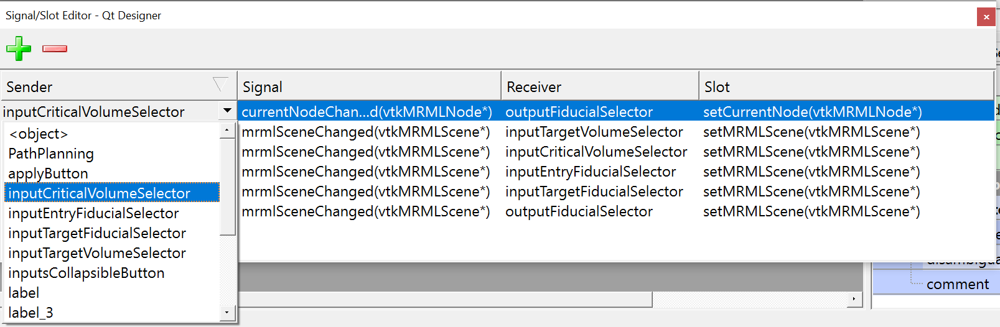 Signal/Slot Editor - Qt Designer
Sender Signal Receiver Slot
inputCriticalVolumeSelector currentNodeChan...d(vtkMRMLNode*) outputFiducialSelector setCurrentNode(vtkMRMLNode*)
<object> mrmlSceneChanged(vtkMRMLScene*) inputTargetVolumeSelector setMRMLScene(vtkMRMLScene*)
PathPlanning mrmlSceneChanged(vtkMRMLScene*) inputCriticalVolumeSelector setMRMLScene(vtkMRMLScene*)
applyButton mrmlSceneChanged(vtkMRMLScene*) inputEntryFiducialSelector setMRMLScene(vtkMRMLScene*)
inputCriticalVolumeSelector mrmlSceneChanged(vtkMRMLScene*) inputTargetFiducialSelector setMRMLScene(vtkMRMLScene*)
inputEntryFiducialSelector mrmlSceneChanged(vtkMRMLScene*) outputFiducialSelector setMRMLScene(vtkMRMLScene*)
inputTargetFiducialSelector
inputTargetVolumeSelector
inputsCollapsibleButton
label comment
label_3